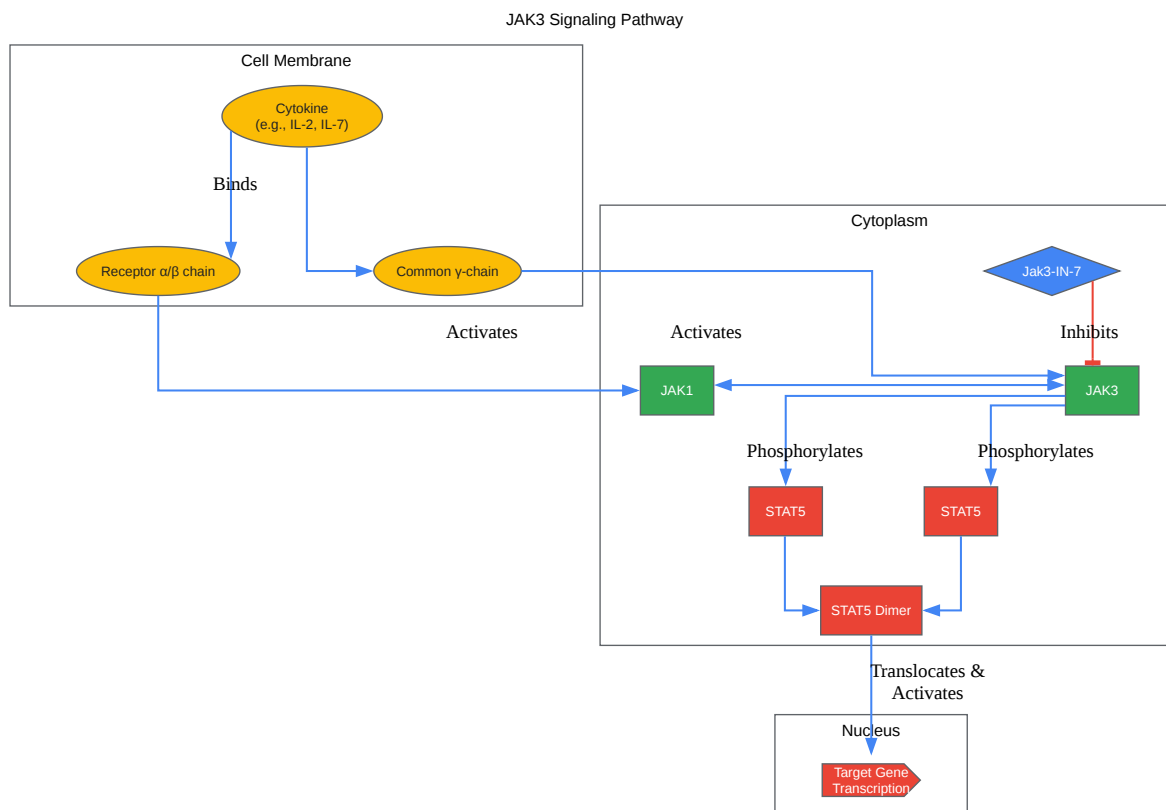 JAK3 Signaling Pathway
Cell Membrane
Cytokine
(e.g., IL-2, IL-7)
Binds
Receptor α/β chain
Common γ-chain
Cytoplasm
Jak3-IN-7
Activates
Activates
Inhibits
JAK1
JAK3
Phosphorylates
Phosphorylates
STAT5
STAT5
STAT5 Dimer
Translocates &
Activates
Nucleus
Target Gene
Transcription